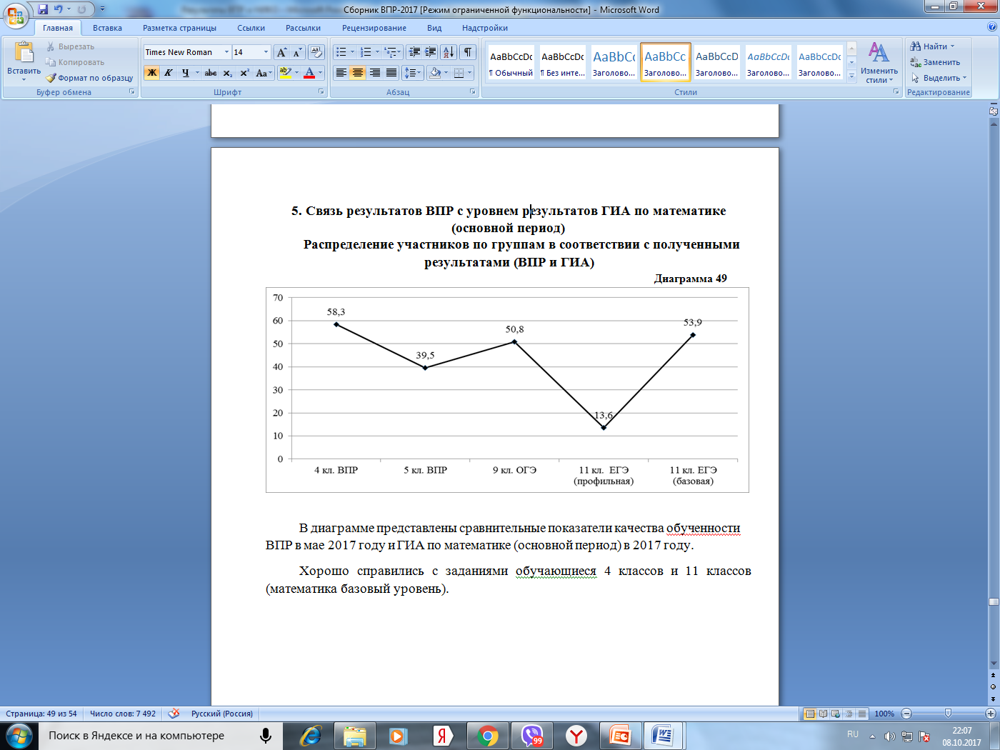 Сборник ВПР-2017 [Режим ограниченной функциональности] - Microsoft Word
Главная Вставка Разметка страницы Ссылки Рассылки Рецензирование Вид Надстройки
Вставить
Вырезать
Копировать
Формат по образцу
Буфер обмена
Times New Roman 14
Ж К Ч abc x₂ x² Aa
Шрифт
Абзац
AaBbCcDc AaBbCcDc AaBbCc AaBbCc AaBbCcD AaBbCcDc AaBbCcDc
¶ Обычный ¶ Без инте... Заголово... Заголово... Заголово... Заголово... Заголово...
Изменить
стили
Стили
Найти
Заменить
Выделить
Редактирование
5. Связь результатов ВПР с уровнем результатов ГИА по математике
(основной период)
Распределение участников по группам в соответствии с полученными
результатами (ВПР и ГИА)
Диаграмма 49
70
60
50
40
30
20
10
0
58,3
39,5
50,8
13,6
53,9
4 кл. ВПР 5 кл. ВПР 9 кл. ОГЭ 11 кл. ЕГЭ 11 кл. ЕГЭ
(профильная) (базовая)
В диаграмме представлены сравнительные показатели качества обученности
ВПР в мае 2017 году и ГИА по математике (основной период) в 2017 году.
Хорошо справились с заданиями обучающиеся 4 классов и 11 классов
(математика базовый уровень).
Страница: 49 из 54 Число слов: 7 492 Русский (Россия) 100%
Поиск в Яндексе и на компьютере
99
RU
22:07
08.10.2017